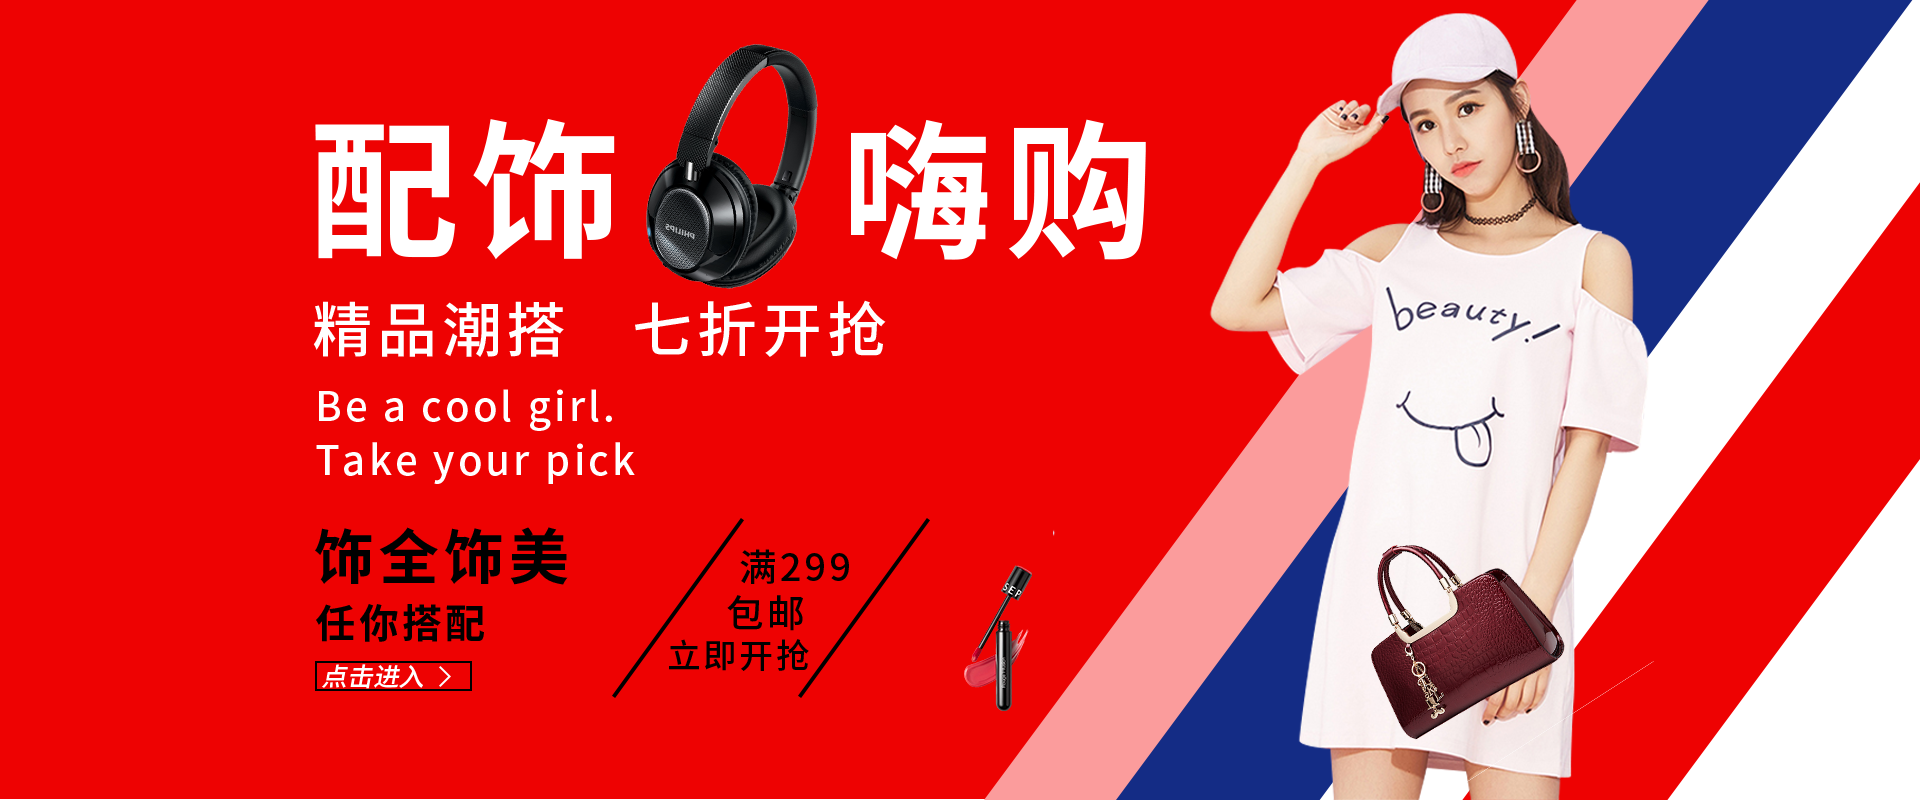 配饰 嗨购
PHILIPS
精品潮搭 七折开抢
Be a cool girl.
Take your pick
beauty!
饰全饰美
任你搭配
点击进入 >
满299
包邮
立即开抢
SEP